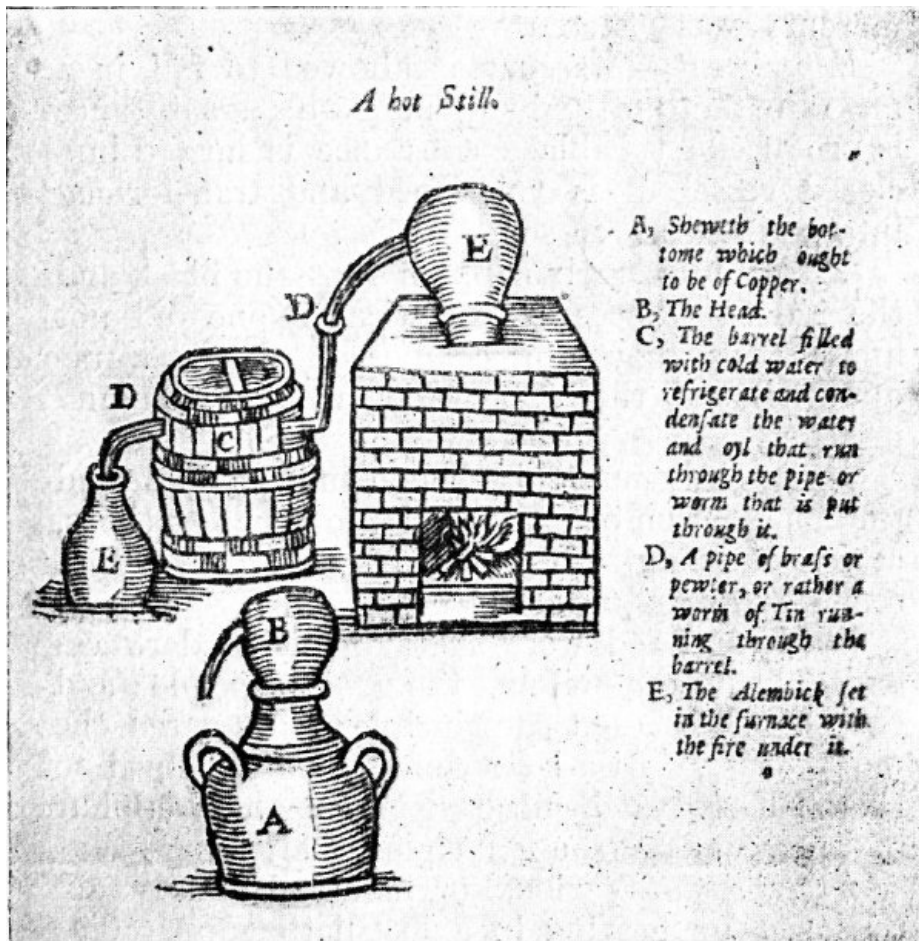 A hot Still.
E
D
D
C
E
B
A
A, Sheweth the bot-
tome which ought
to be of Copper.
B, The Head.
C, The barrel filled
with cold water to
refrigerate and con-
denſate the water
and oyl that run
through the pipe or
worm that is put
through it.
D, A pipe of braſs or
pewter, or rather a
worm of Tin run-
ning through the
barrel.
E, The Alembick ſet
in the furnace with
the fire under it.